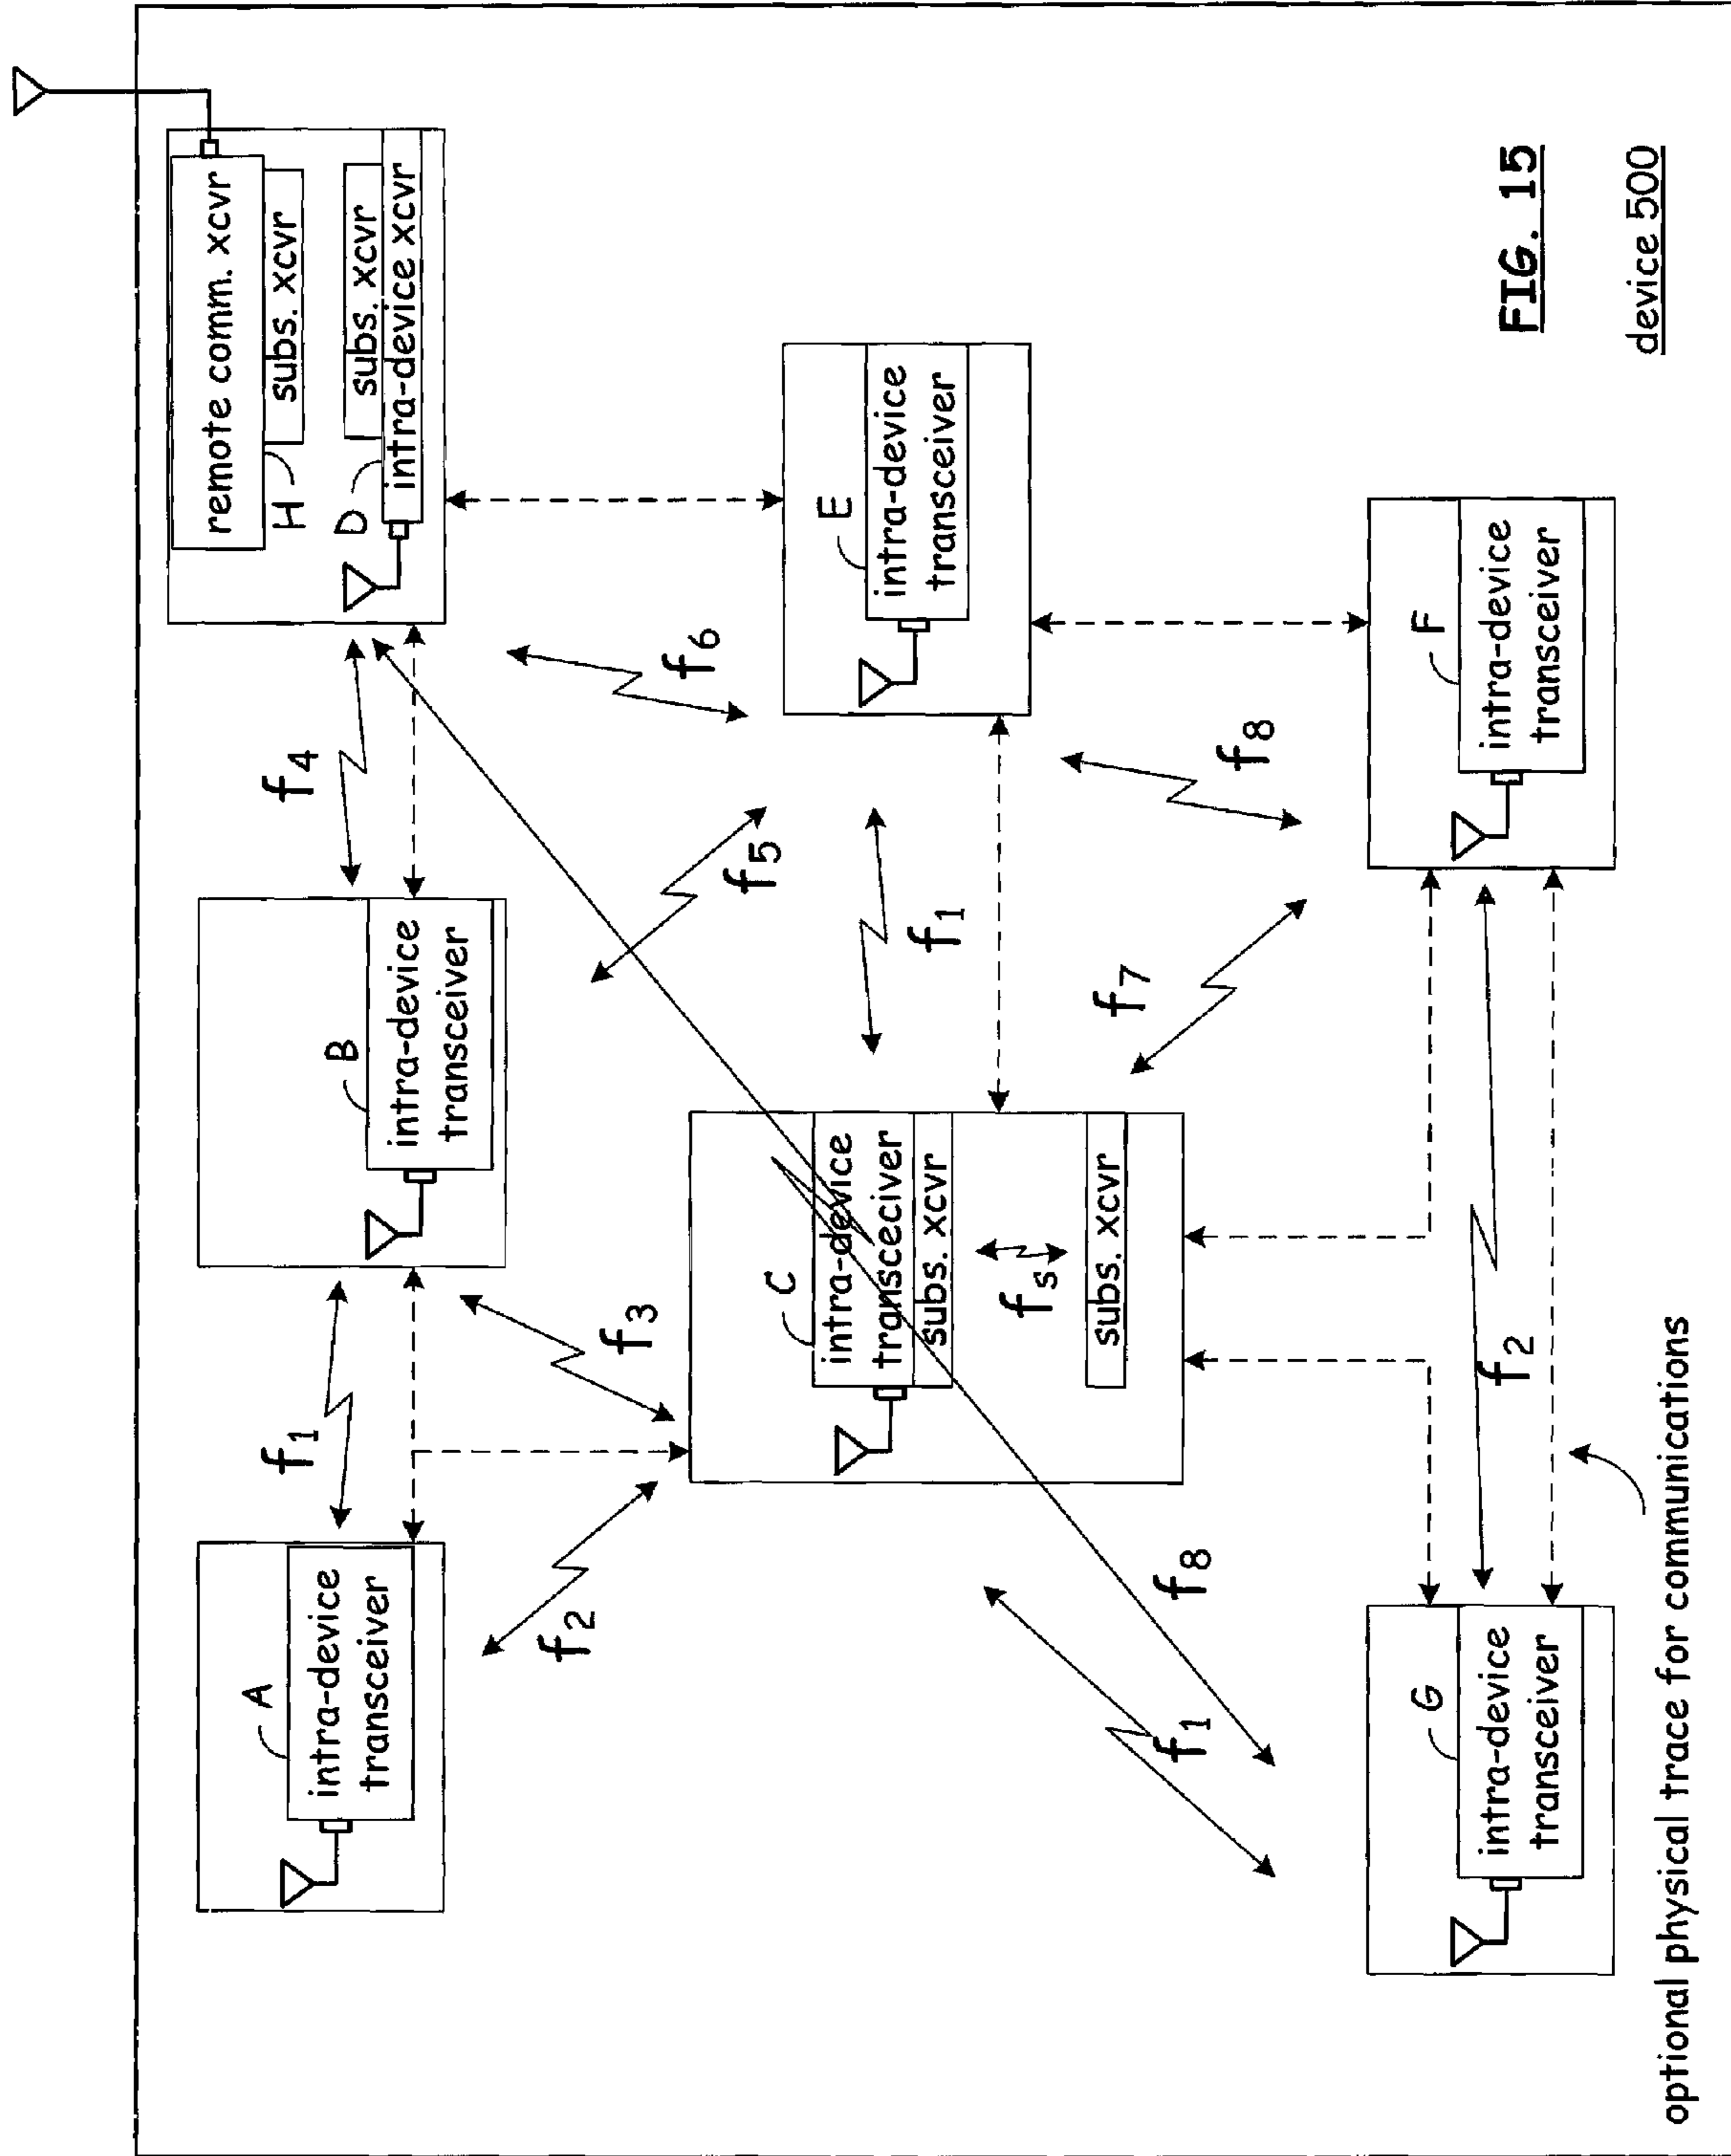 A
intra-device
transceiver
f1
B
intra-device
transceiver
f4
remote comm. xcvr
H
subs. xcvr
D
subs. xcvr
intra-device xcvr
f2
f3
f5
f6
C
intra-device
transceciver
subs. xcvr
fs
subs. xcvr
f1
E
intra-device
transceiver
f1
f8
f7
f8
G
intra-device
transceiver
f2
F
intra-device
transceiver
optional physical trace for communications
FIG. 15
device 500